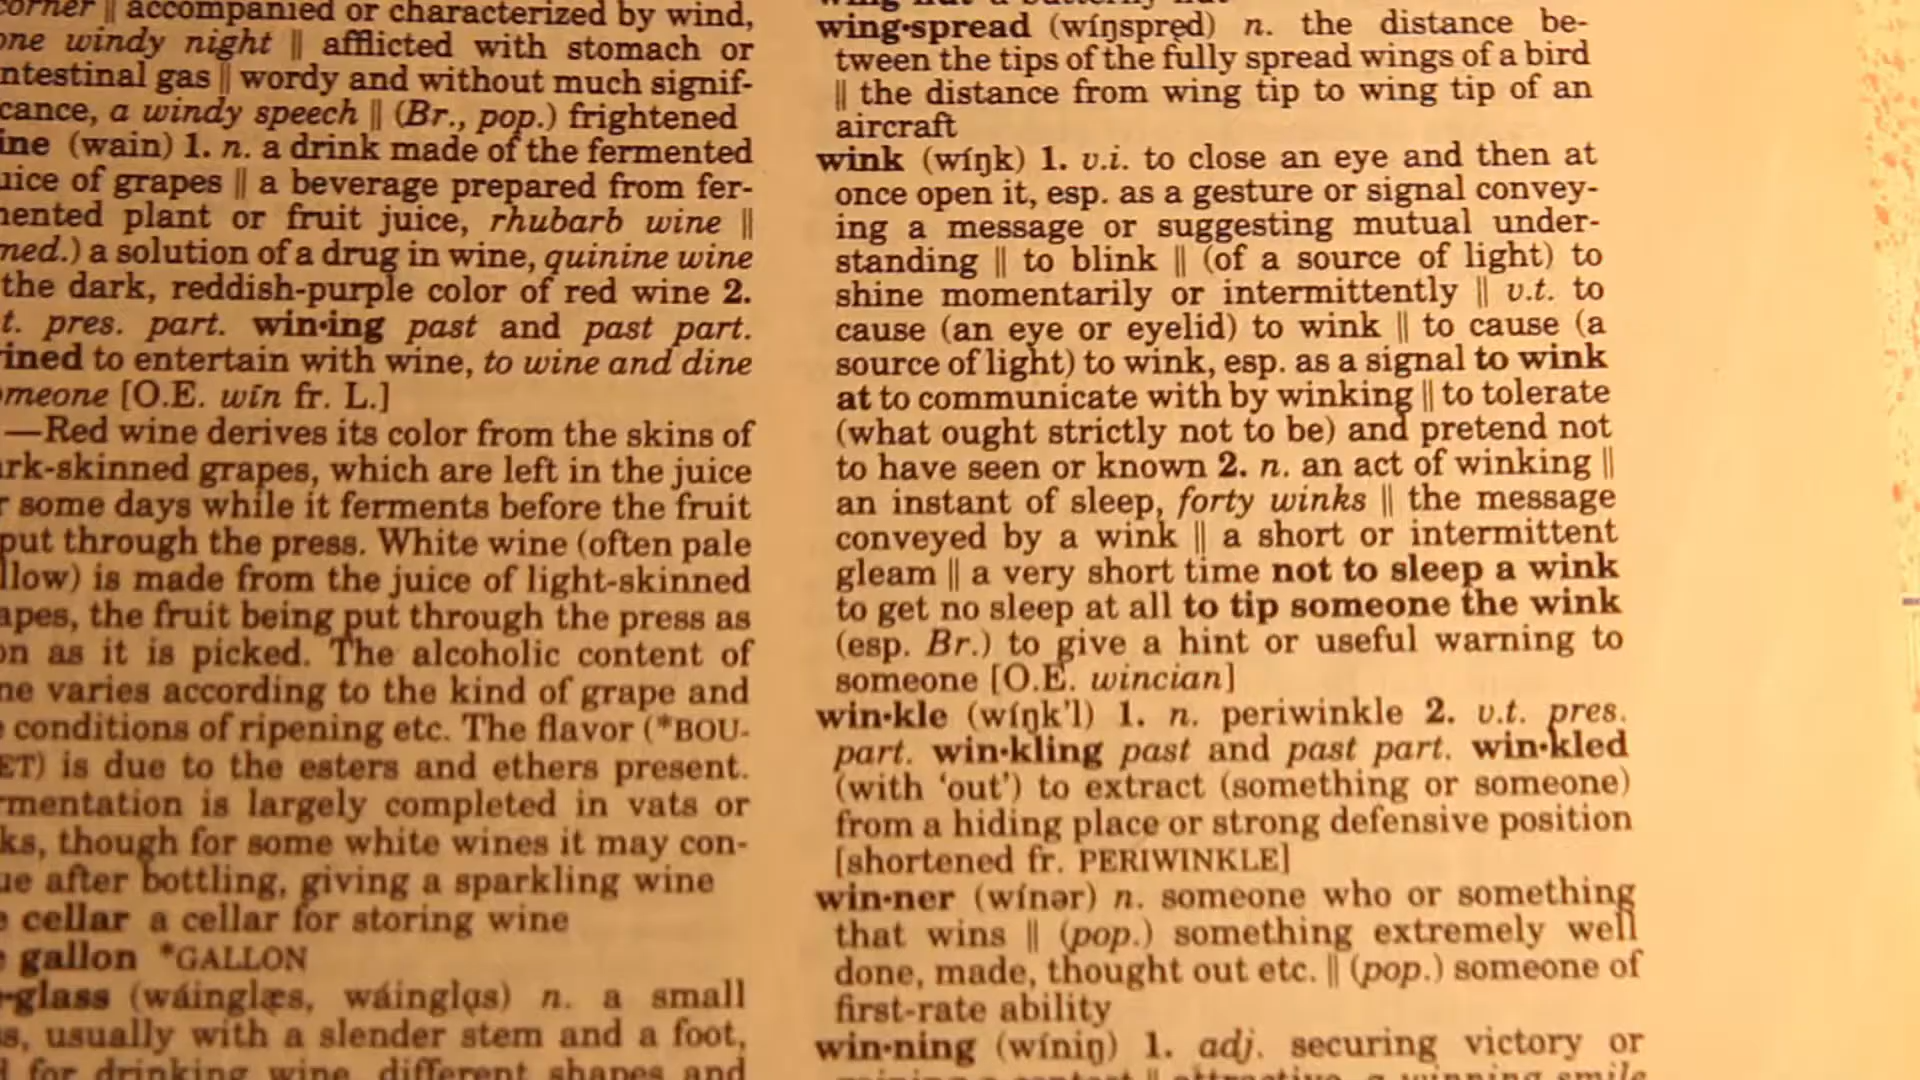 corner || accompanied or characterized by wind,
one windy night || afflicted with stomach or
ntestinal gas || wordy and without much signif-
cance, a windy speech || (Br., pop.) frightened
ine (wain) 1. n. a drink made of the fermented
uice of grapes || a beverage prepared from fer-
mented plant or fruit juice, rhubarb wine ||
med.) a solution of a drug in wine, quinine wine
the dark, reddish-purple color of red wine 2.
t. pres. part. win•ing past and past part.
ined to entertain with wine, to wine and dine
omeone [O.E. wīn fr. L.]
—Red wine derives its color from the skins of
ark-skinned grapes, which are left in the juice
r some days while it ferments before the fruit
put through the press. White wine (often pale
llow) is made from the juice of light-skinned
apes, the fruit being put through the press as
on as it is picked. The alcoholic content of
ne varies according to the kind of grape and
e conditions of ripening etc. The flavor (*BOU-
ET) is due to the esters and ethers present.
rmentation is largely completed in vats or
ks, though for some white wines it may con-
ue after bottling, giving a sparkling wine
e cellar a cellar for storing wine
e gallon *GALLON
-glass (wáinglæs, wáinglɑs) n. a small
s, usually with a slender stem and a foot,
d for drinking wine, different shapes and
wing nut a butterfly nut
wing•spread (wíŋspred) n. the distance be-
tween the tips of the fully spread wings of a bird
|| the distance from wing tip to wing tip of an
aircraft
wink (wíŋk) 1. v.i. to close an eye and then at
once open it, esp. as a gesture or signal convey-
ing a message or suggesting mutual under-
standing || to blink || (of a source of light) to
shine momentarily or intermittently || v.t. to
cause (an eye or eyelid) to wink || to cause (a
source of light) to wink, esp. as a signal to wink
at to communicate with by winking || to tolerate
(what ought strictly not to be) and pretend not
to have seen or known 2. n. an act of winking ||
an instant of sleep, forty winks || the message
conveyed by a wink || a short or intermittent
gleam || a very short time not to sleep a wink
to get no sleep at all to tip someone the wink
(esp. Br.) to give a hint or useful warning to
someone [O.E. wincian]
win•kle (wíŋk'l) 1. n. periwinkle 2. v.t. pres.
part. win•kling past and past part. win•kled
(with ‘out’) to extract (something or someone)
from a hiding place or strong defensive position
[shortened fr. PERIWINKLE]
win•ner (wínər) n. someone who or something
that wins || (pop.) something extremely well
done, made, thought out etc. || (pop.) someone of
first-rate ability
win•ning (wíniŋ) 1. adj. securing victory or
a contest || attractive, a winning smile